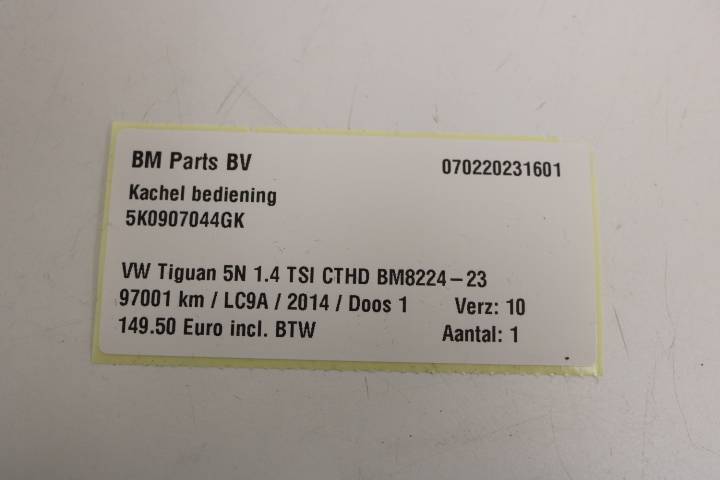 BM Parts BV 070220231601
Kachel bediening
5K0907044GK
VW Tiguan 5N 1.4 TSI CTHD BM8224-23
97001 km / LC9A / 2014 / Doos 1 Verz: 10
149.50 Euro incl. BTW Aantal: 1